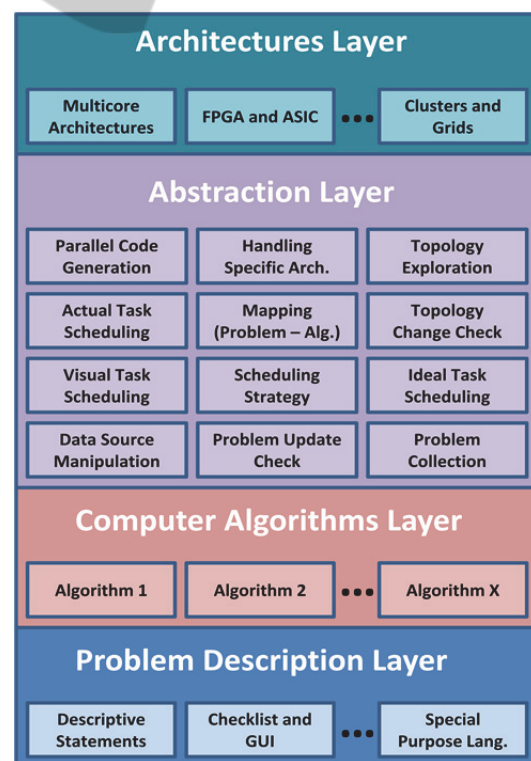 Architectures Layer
Multicore
Architectures
FPGA and ASIC
•••
Clusters and
Grids
Abstraction Layer
Parallel Code
Generation
Handling
Specific Arch.
Topology
Exploration
Actual Task
Scheduling
Mapping
(Problem – Alg.)
Topology
Change Check
Visual Task
Scheduling
Scheduling
Strategy
Ideal Task
Scheduling
Data Source
Manipulation
Problem Update
Check
Problem
Collection
Computer Algorithms Layer
Algorithm 1
Algorithm 2
•••
Algorithm X
Problem Description Layer
Descriptive
Statements
Checklist and
GUI
•••
Special
Purpose Lang.